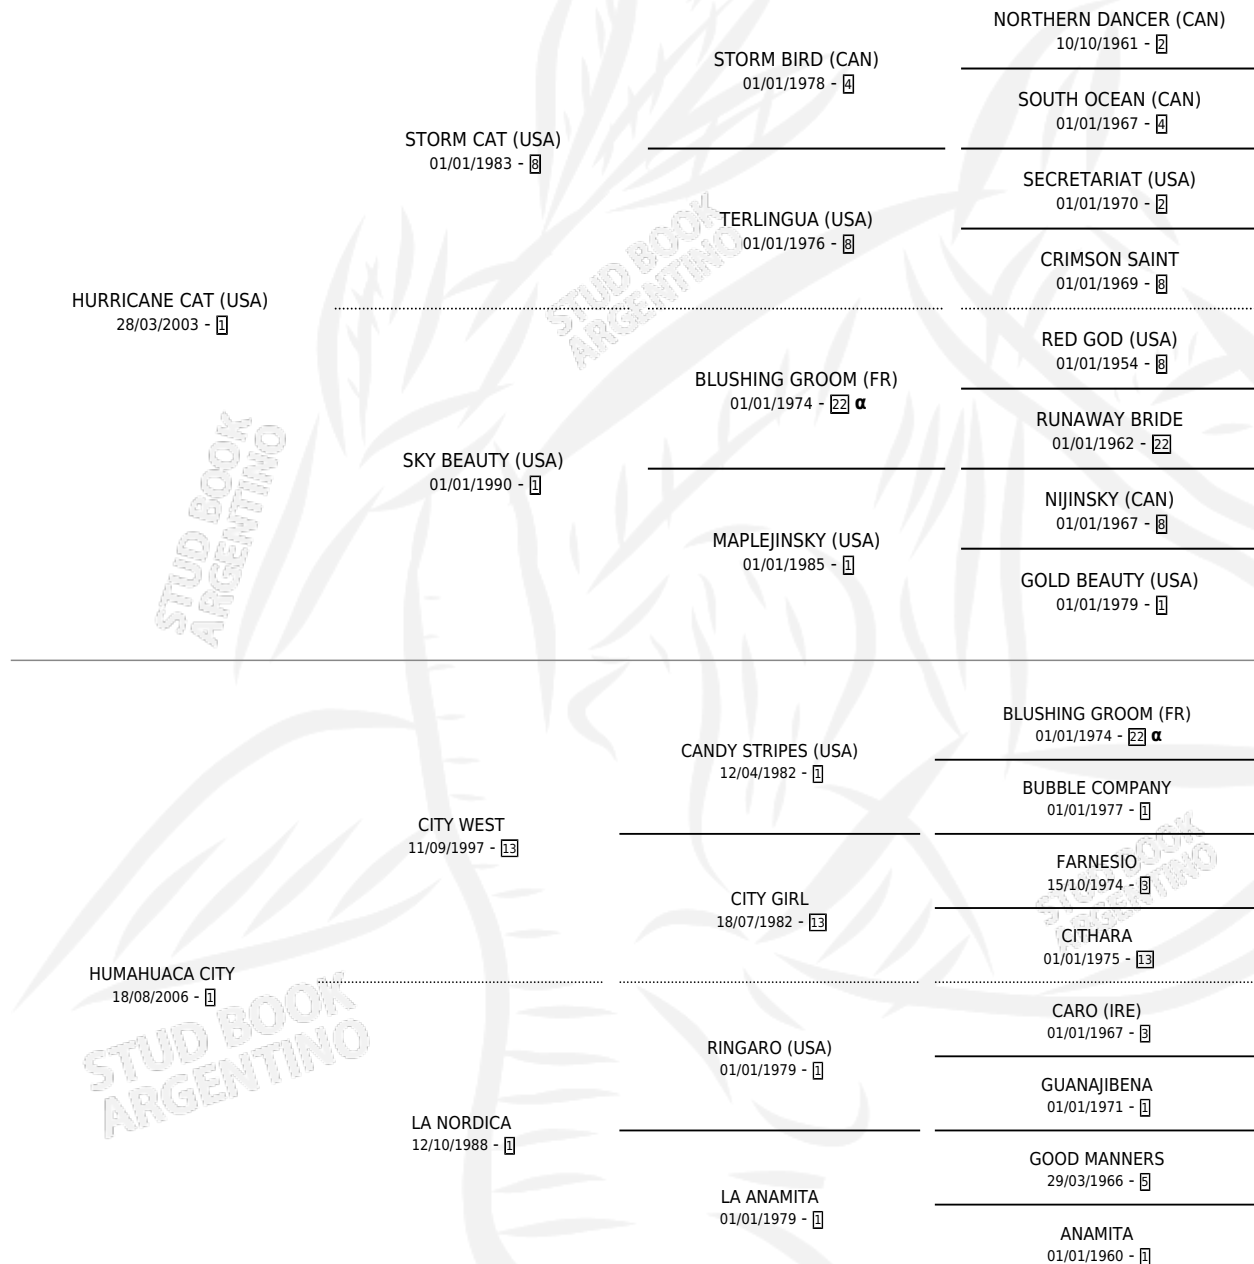 NORTHERN DANCER (CAN)
10/10/1961 - 2
STORM BIRD (CAN)
01/01/1978 - 4
SOUTH OCEAN (CAN)
01/01/1967 - 4
STORM CAT (USA)
01/01/1983 - 8
SECRETARIAT (USA)
01/01/1970 - 2
TERLINGUA (USA)
01/01/1976 - 8
CRIMSON SAINT
01/01/1969 - 8
HURRICANE CAT (USA)
28/03/2003 - 1
RED GOD (USA)
01/01/1954 - 8
BLUSHING GROOM (FR)
01/01/1974 - 22 α
RUNAWAY BRIDE
01/01/1962 - 22
SKY BEAUTY (USA)
01/01/1990 - 1
NIJINSKY (CAN)
01/01/1967 - 8
MAPLEJINSKY (USA)
01/01/1985 - 1
GOLD BEAUTY (USA)
01/01/1979 - 1
BLUSHING GROOM (FR)
01/01/1974 - 22 α
CANDY STRIPES (USA)
12/04/1982 - 1
BUBBLE COMPANY
01/01/1977 - 1
CITY WEST
11/09/1997 - 13
FARNESIO
15/10/1974 - 3
CITY GIRL
18/07/1982 - 13
CITHARA
01/01/1975 - 13
HUMAHUACA CITY
18/08/2006 - 1
CARO (IRE)
01/01/1967 - 3
RINGARO (USA)
01/01/1979 - 1
GUANAJIBENA
01/01/1971 - 1
LA NORDICA
12/10/1988 - 1
GOOD MANNERS
29/03/1966 - 5
LA ANAMITA
01/01/1979 - 1
ANAMITA
01/01/1960 - 1
STUD BOOK
ARGENTINO
STUD BOOK
ARGENTINO
STUD BOOK
ARGENTINO
STUD BOOK
ARGENTINO